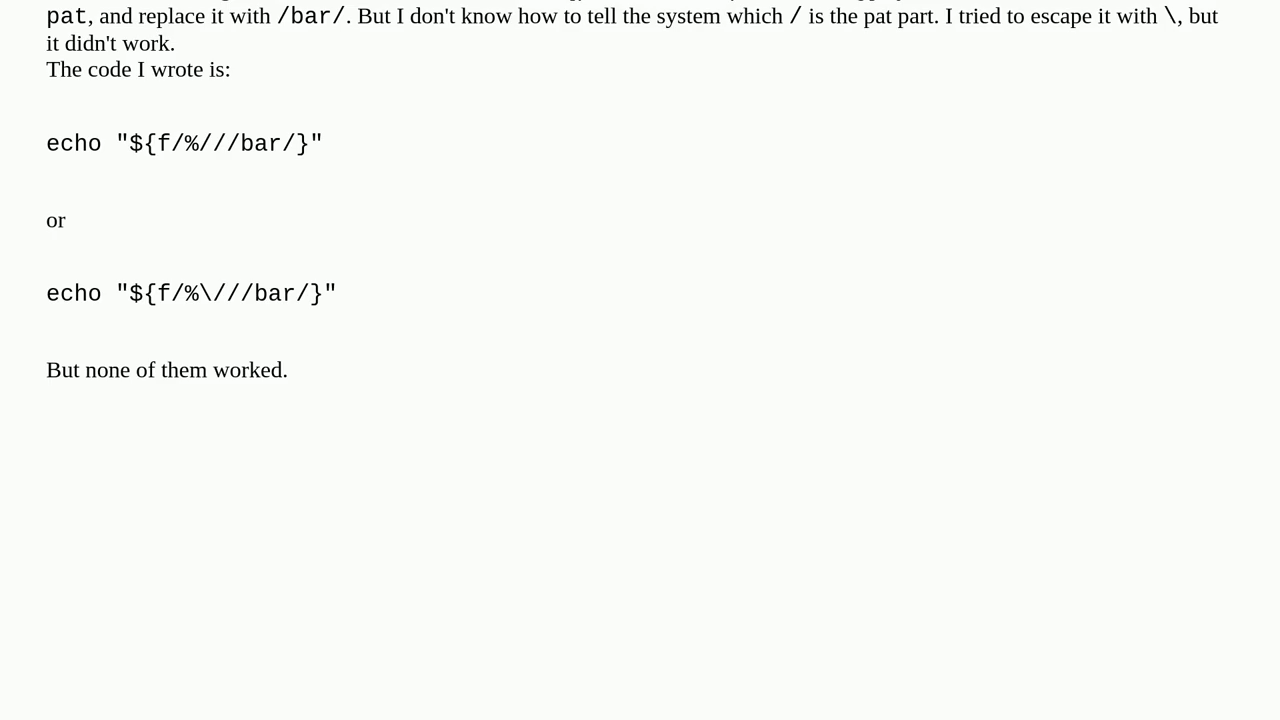 pat, and replace it with /bar/. But I don't know how to tell the system which / is the pat part. I tried to escape it with \, but
it didn't work.
The code I wrote is:
echo "${f/%///bar/}"
or
echo "${f/%\///bar/}"
But none of them worked.